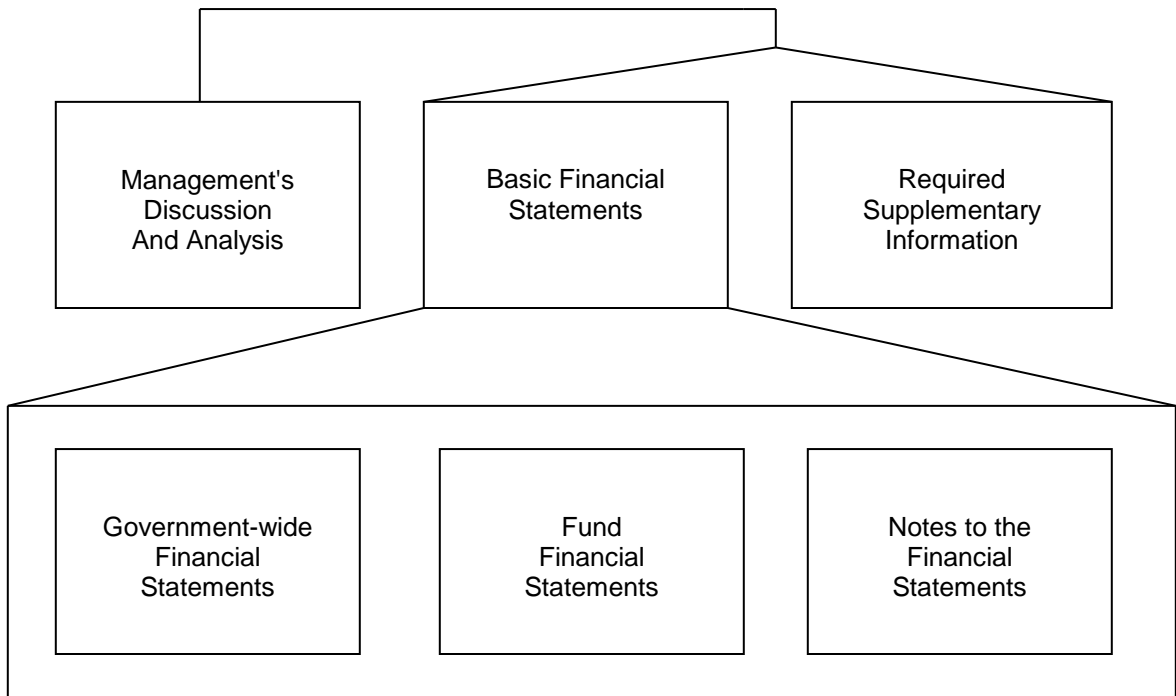 Management's
Discussion
And Analysis
Basic Financial
Statements
Required
Supplementary
Information
Government-wide
Financial
Statements
Fund
Financial
Statements
Notes to the
Financial
Statements